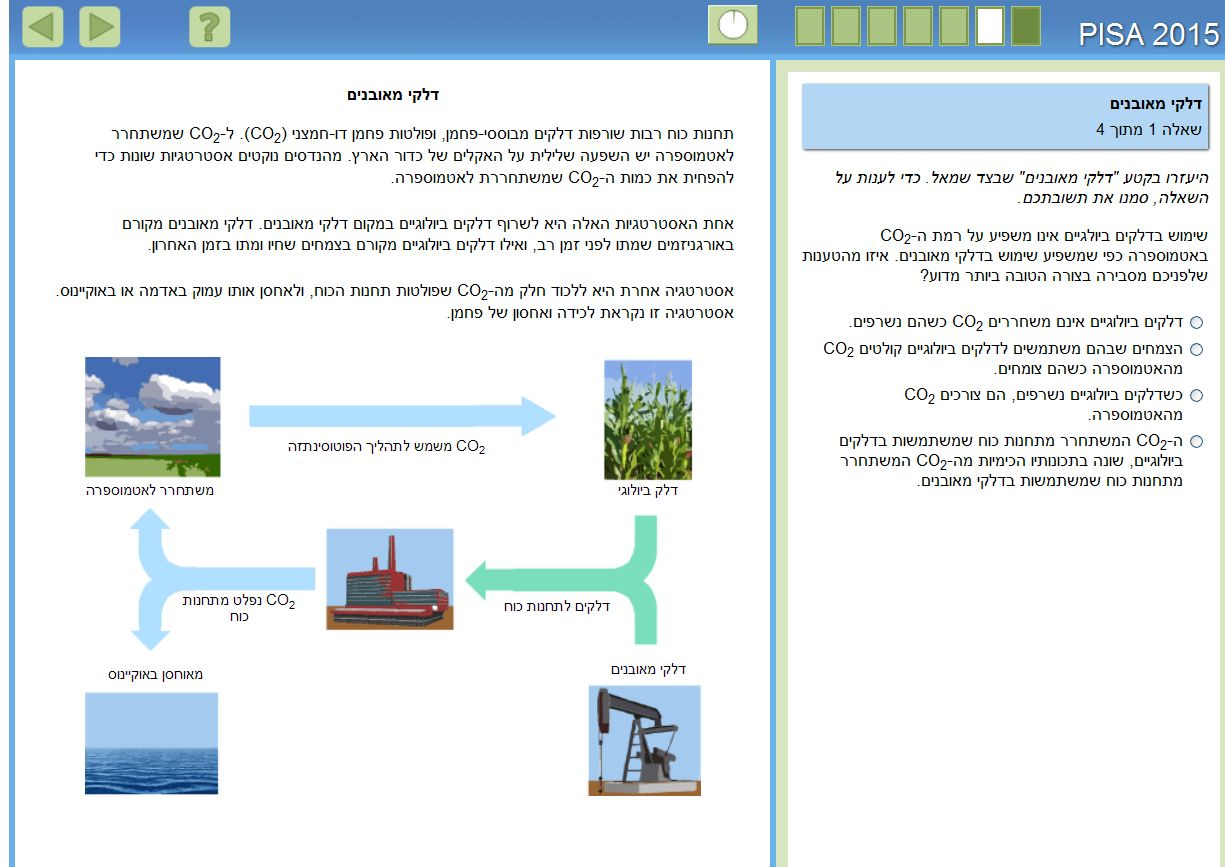 PISA 2015
דלקי מאובנים
שאלה 1 מתוך 4
היעזרו בקטע "דלקי מאובנים" שבצד שמאל. כדי לענות על
השאלה, סמנו את תשובתכם.
שימוש בדלקים ביולגיים אינו משפיע על רמת ה-CO2
באטמוספרה כפי שמשפיע שימוש בדלקי מאובנים. איזו מהטענות
שלפניכם מסבירה בצורה הטובה ביותר מדוע?
דלקים ביולוגיים אינם משחררים CO2 כשהם נשרפים.
הצמחים שבהם משתמשים לדלקים ביולוגיים קולטים CO2
מהאטמוספרה כשהם צומחים.
כשדלקים ביולוגיים נשרפים, הם צורכים CO2
מהאטמוספרה.
ה-CO2 המשתחרר מתחנות כוח שמשתמשות בדלקים
ביולוגיים, שונה בתכונותיו הכימיות מה-CO2 המשתחרר
מתחנות כוח שמשתמשות בדלקי מאובנים.
דלקי מאובנים
תחנות כוח רבות שורפות דלקים מבוססי-פחמן, ופולטות פחמן דו-חמצני (CO2). ל-CO2 שמשתחרר
לאטמוספרה יש השפעה שלילית על האקלים של כדור הארץ. מהנדסים נוקטים אסטרטגיות שונות כדי
להפחית את כמות ה-CO2 שמשתחררת לאטמוספרה.
אחת האסטרטגיות האלה היא לשרוף דלקים ביולוגיים במקום דלקי מאובנים. דלקי מאובנים מקורם
באורגניזמים שמתו לפני זמן רב, ואילו דלקים ביולוגיים מקורם בצמחים שחיו ומתו בזמן האחרון.
אסטרטגיה אחרת היא ללכוד חלק מה-CO2 שפולטות תחנות הכוח, ולאחסן אותו עמוק באדמה או באוקיינוס.
אסטרטגיה זו נקראת לכידה ואחסון של פחמן.
CO2 משמש לתהליך הפוטוסינתזה
דלק ביולוגי
משתחרר לאטמוספרה
דלקים לתחנות כוח
CO2 נפלט מתחנות
כוח
דלקי מאובנים
מאוחסן באוקיינוס